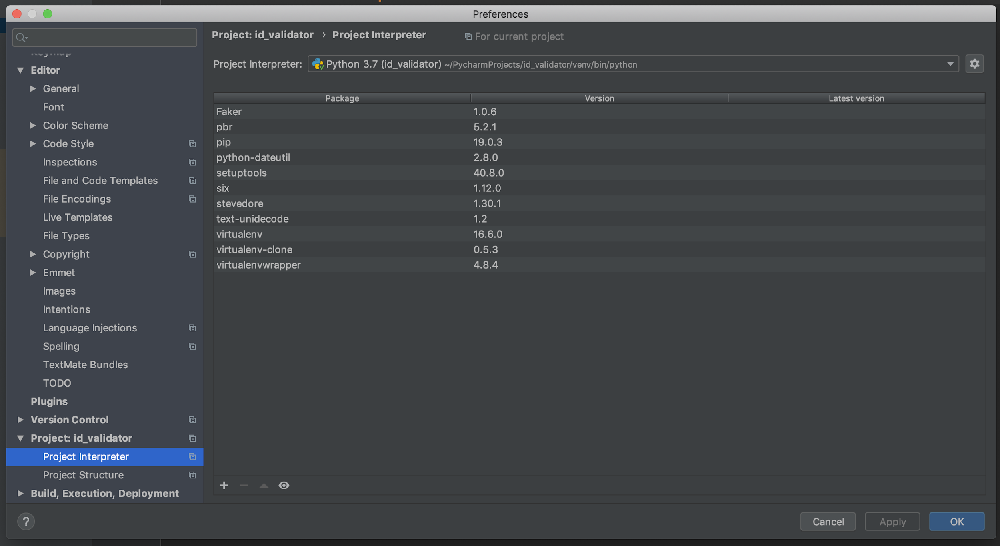 Preferences
Keymap
Editor
General
Font
Color Scheme
Code Style
Inspections
File and Code Templates
File Encodings
Live Templates
File Types
Copyright
Emmet
Images
Intentions
Language Injections
Spelling
TextMate Bundles
TODO
Plugins
Version Control
Project: id_validator
Project Interpreter
Project Structure
Build, Execution, Deployment
Project: id_validator › Project Interpreter For current project
Project Interpreter: Python 3.7 (id_validator) ~/PycharmProjects/id_validator/venv/bin/python
Package Version Latest version
Faker 1.0.6
pbr 5.2.1
pip 19.0.3
python-dateutil 2.8.0
setuptools 40.8.0
six 1.12.0
stevedore 1.30.1
text-unidecode 1.2
virtualenv 16.6.0
virtualenv-clone 0.5.3
virtualenvwrapper 4.8.4
? Cancel Apply OK